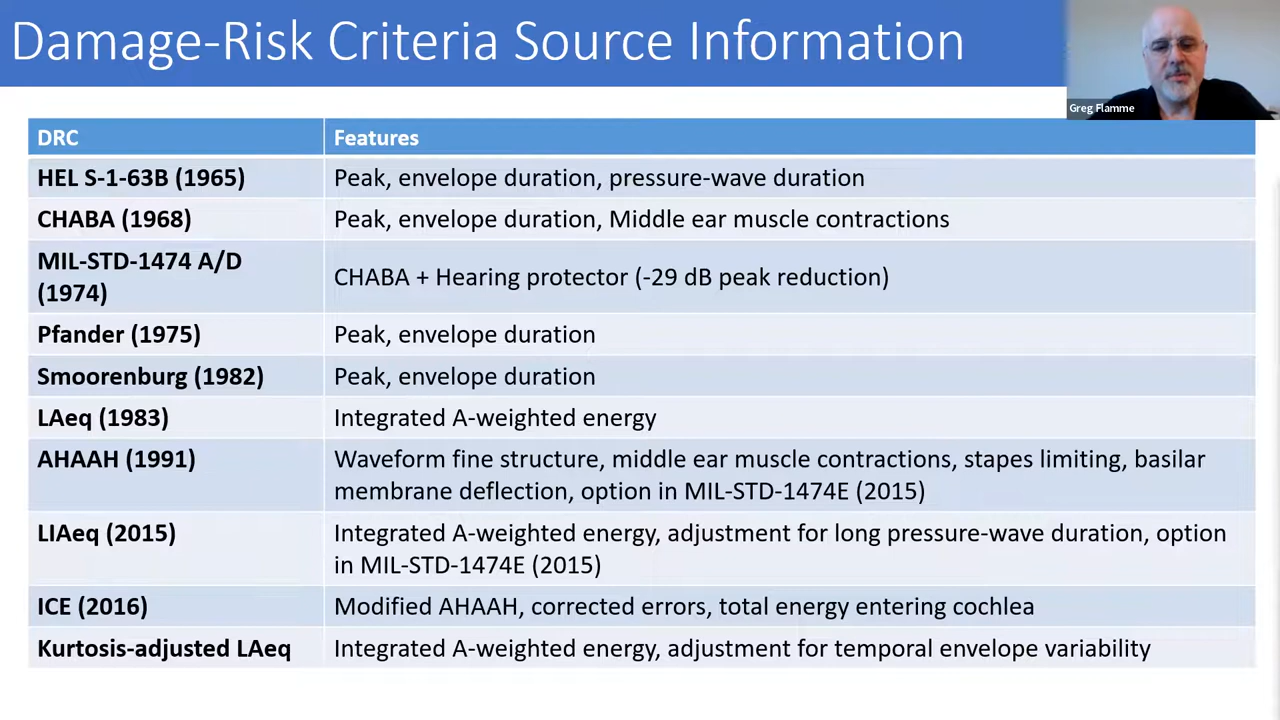 Damage-Risk Criteria Source Information
Greg Flamme
DRC Features
HEL S-1-63B (1965) Peak, envelope duration, pressure-wave duration
CHABA (1968) Peak, envelope duration, Middle ear muscle contractions
MIL-STD-1474 A/D
(1974)
CHABA + Hearing protector (-29 dB peak reduction)
Pfander (1975) Peak, envelope duration
Smoorenburg (1982) Peak, envelope duration
LAeq (1983) Integrated A-weighted energy
AHAAH (1991) Waveform fine structure, middle ear muscle contractions, stapes limiting, basilar
membrane deflection, option in MIL-STD-1474E (2015)
LIAeq (2015) Integrated A-weighted energy, adjustment for long pressure-wave duration, option
in MIL-STD-1474E (2015)
ICE (2016) Modified AHAAH, corrected errors, total energy entering cochlea
Kurtosis-adjusted LAeq Integrated A-weighted energy, adjustment for temporal envelope variability